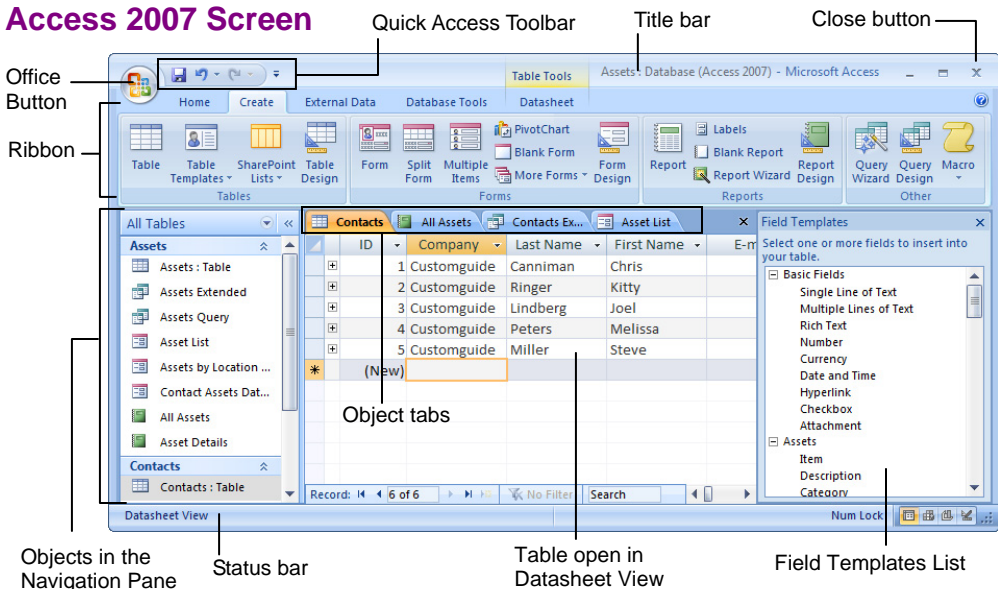 Access 2007 Screen
Quick Access Toolbar
Title bar
Close button
Office
Button
Ribbon
Table Tools
Assets : Database (Access 2007) - Microsoft Access
Home Create External Data Database Tools Datasheet
Table
Table
Templates
SharePoint
Lists
Table
Design
Tables
Form
Split
Form
Multiple
Items
PivotChart
Blank Form
More Forms
Form
Design
Forms
Report
Labels
Blank Report
Report Wizard
Report
Design
Reports
Query
Wizard
Query
Design
Macro
Other
All Tables
Assets
Assets : Table
Assets Extended
Assets Query
Asset List
Assets by Location ...
Contact Assets Dat...
All Assets
Asset Details
Contacts
Contacts : Table
Contacts All Assets Contacts Ex... Asset List
ID Company Last Name First Name E-m
1 Customguide Canniman Chris
2 Customguide Ringer Kitty
3 Customguide Lindberg Joel
4 Customguide Peters Melissa
5 Customguide Miller Steve
(New)
Object tabs
Record: 6 of 6 No Filter Search
Field Templates
Select one or more fields to insert into
your table.
Basic Fields
Single Line of Text
Multiple Lines of Text
Rich Text
Number
Currency
Date and Time
Hyperlink
Checkbox
Attachment
Assets
Item
Description
Category
Datasheet View
Num Lock
Objects in the
Navigation Pane
Status bar
Table open in
Datasheet View
Field Templates List